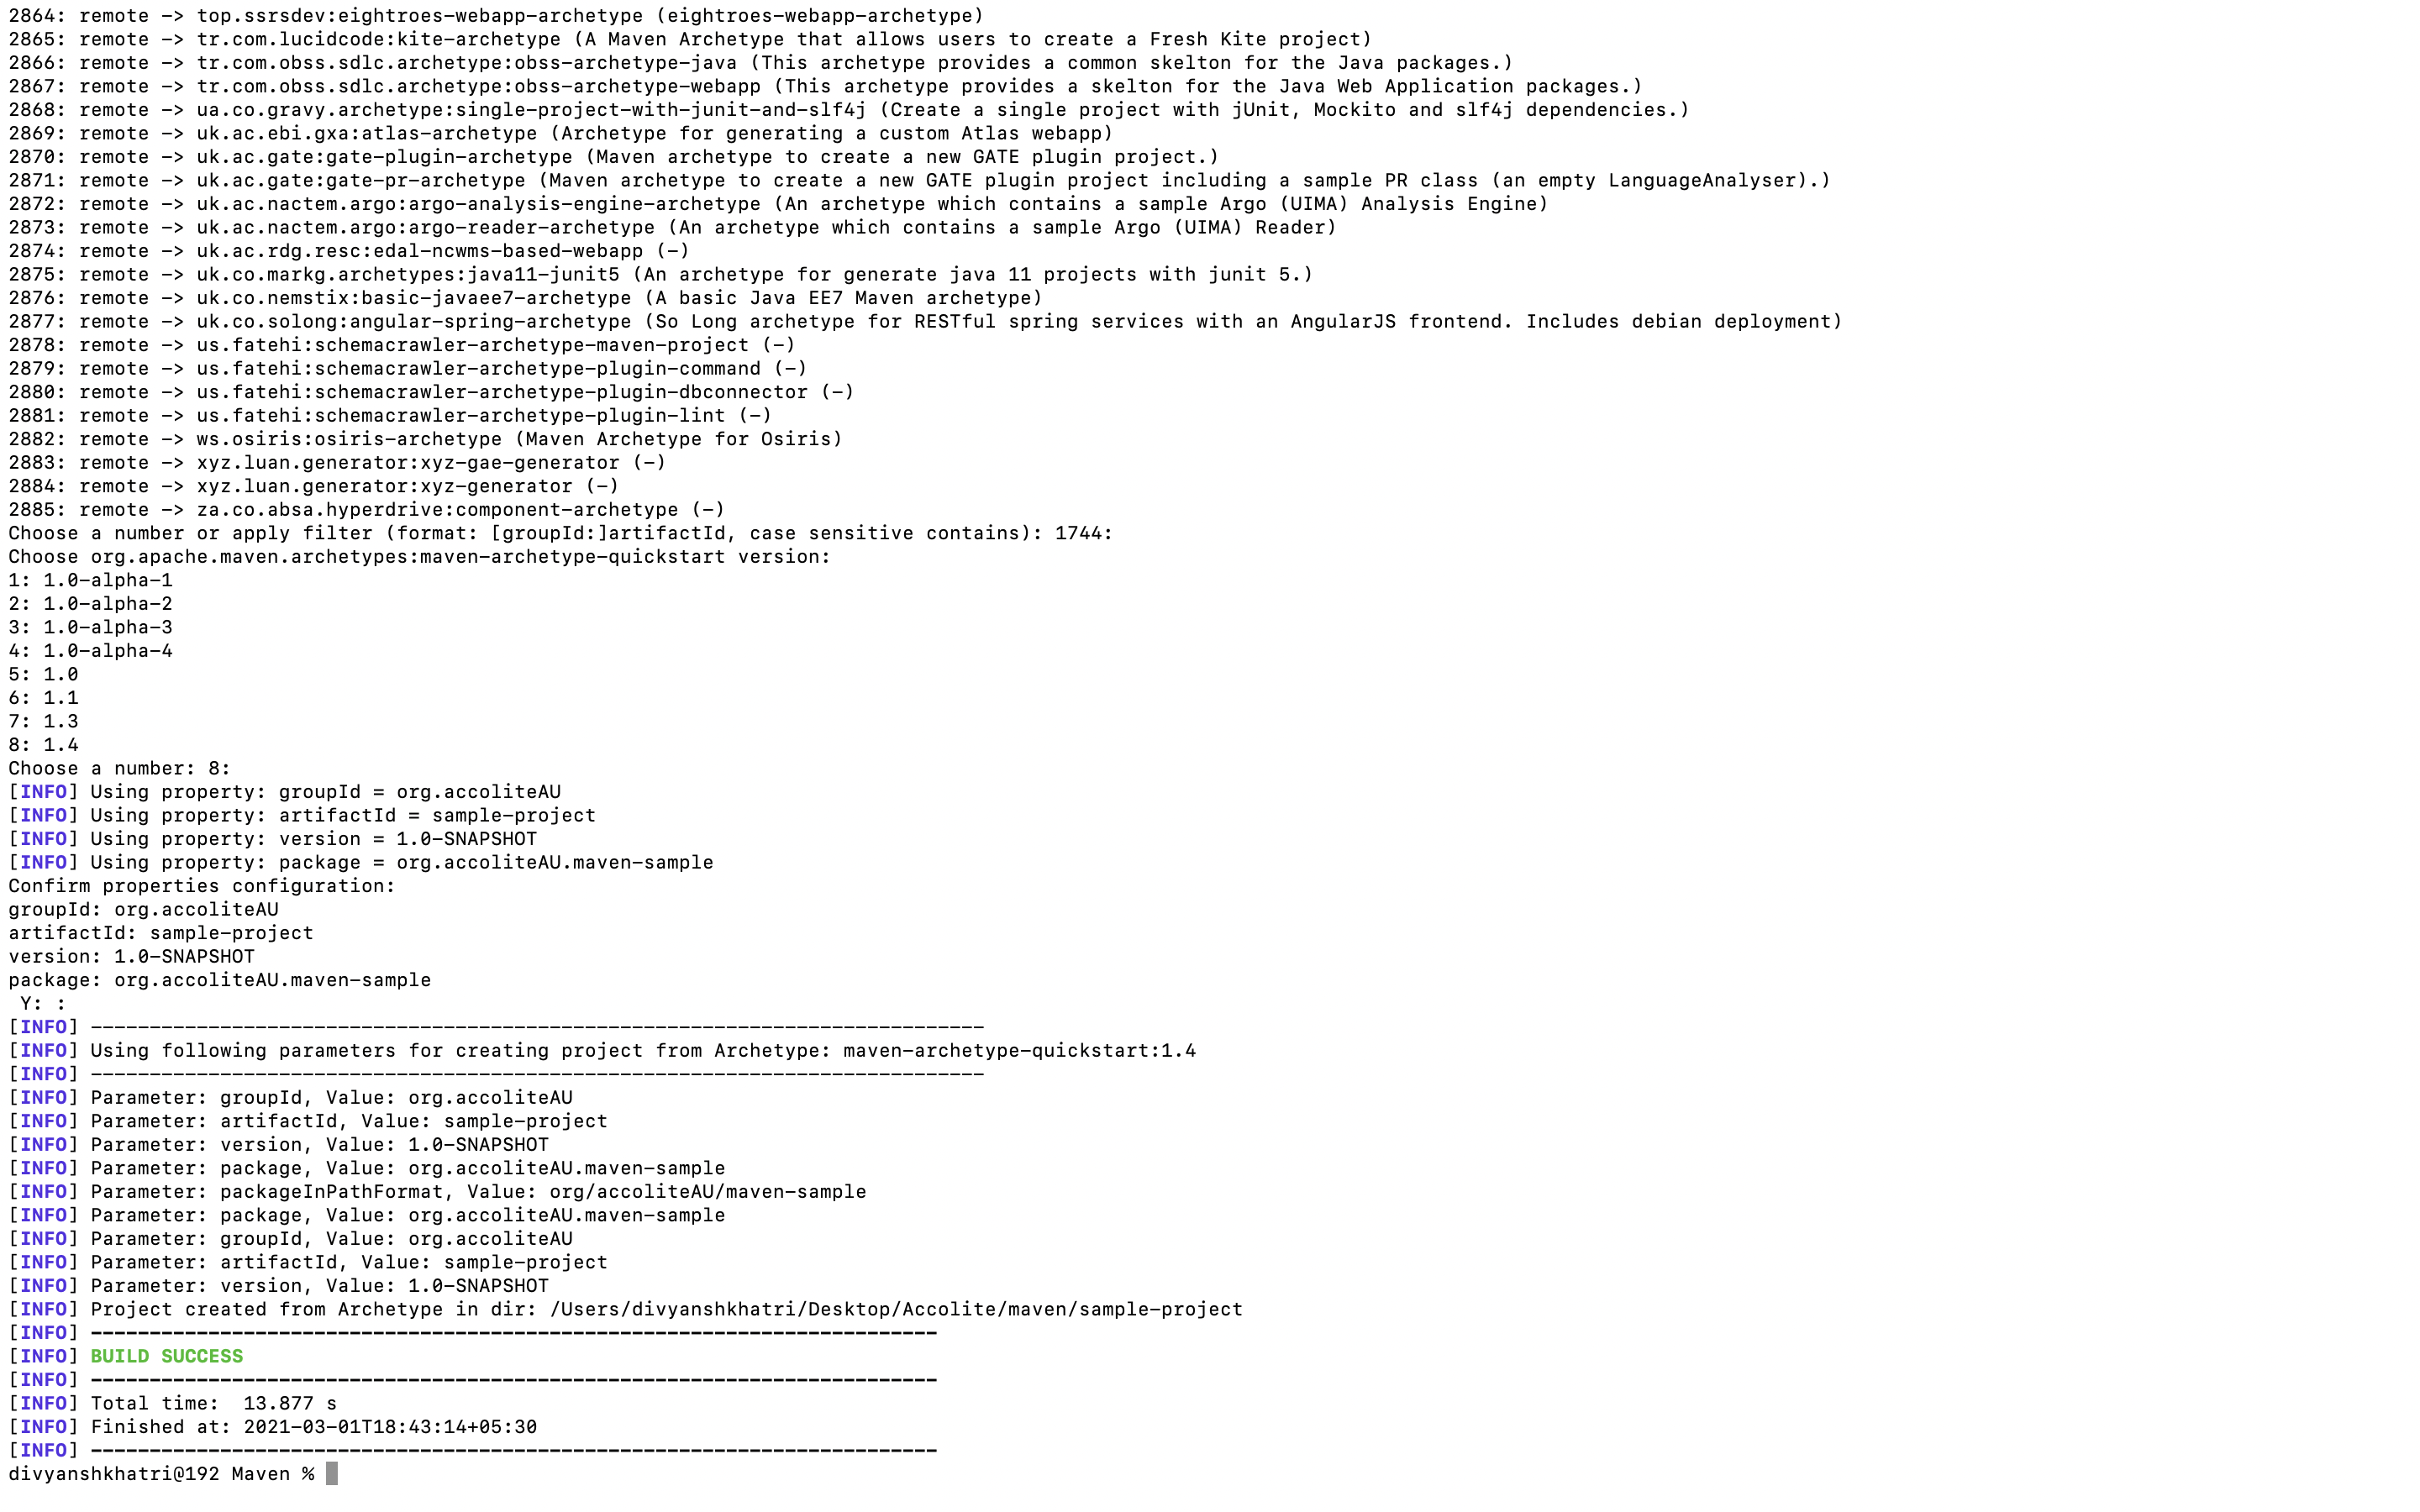 2864: remote -> top.ssrsdev:eightroes-webapp-archetype (eightroes-webapp-archetype)
2865: remote -> tr.com.lucidcode:kite-archetype (A Maven Archetype that allows users to create a Fresh Kite project)
2866: remote -> tr.com.obss.sdlc.archetype:obss-archetype-java (This archetype provides a common skelton for the Java packages.)
2867: remote -> tr.com.obss.sdlc.archetype:obss-archetype-webapp (This archetype provides a skelton for the Java Web Application packages.)
2868: remote -> ua.co.gravy.archetype:single-project-with-junit-and-slf4j (Create a single project with jUnit, Mockito and slf4j dependencies.)
2869: remote -> uk.ac.ebi.gxa:atlas-archetype (Archetype for generating a custom Atlas webapp)
2870: remote -> uk.ac.gate:gate-plugin-archetype (Maven archetype to create a new GATE plugin project.)
2871: remote -> uk.ac.gate:gate-pr-archetype (Maven archetype to create a new GATE plugin project including a sample PR class (an empty LanguageAnalyser).)
2872: remote -> uk.ac.nactem.argo:argo-analysis-engine-archetype (An archetype which contains a sample Argo (UIMA) Analysis Engine)
2873: remote -> uk.ac.nactem.argo:argo-reader-archetype (An archetype which contains a sample Argo (UIMA) Reader)
2874: remote -> uk.ac.rdg.resc:edal-ncwms-based-webapp (-)
2875: remote -> uk.co.markg.archetypes:java11-junit5 (An archetype for generate java 11 projects with junit 5.)
2876: remote -> uk.co.nemstix:basic-javaee7-archetype (A basic Java EE7 Maven archetype)
2877: remote -> uk.co.solong:angular-spring-archetype (So Long archetype for RESTful spring services with an AngularJS frontend. Includes debian deployment)
2878: remote -> us.fatehi:schemacrawler-archetype-maven-project (-)
2879: remote -> us.fatehi:schemacrawler-archetype-plugin-command (-)
2880: remote -> us.fatehi:schemacrawler-archetype-plugin-dbconnector (-)
2881: remote -> us.fatehi:schemacrawler-archetype-plugin-lint (-)
2882: remote -> ws.osiris:osiris-archetype (Maven Archetype for Osiris)
2883: remote -> xyz.luan.generator:xyz-gae-generator (-)
2884: remote -> xyz.luan.generator:xyz-generator (-)
2885: remote -> za.co.absa.hyperdrive:component-archetype (-)
Choose a number or apply filter (format: [groupId:]artifactId, case sensitive contains): 1744:
Choose org.apache.maven.archetypes:maven-archetype-quickstart version:
1: 1.0-alpha-1
2: 1.0-alpha-2
3: 1.0-alpha-3
4: 1.0-alpha-4
5: 1.0
6: 1.1
7: 1.3
8: 1.4
Choose a number: 8:
[INFO] Using property: groupId = org.accoliteAU
[INFO] Using property: artifactId = sample-project
[INFO] Using property: version = 1.0-SNAPSHOT
[INFO] Using property: package = org.accoliteAU.maven-sample
Confirm properties configuration:
groupId: org.accoliteAU
artifactId: sample-project
version: 1.0-SNAPSHOT
package: org.accoliteAU.maven-sample
 Y: :
[INFO] ----------------------------------------------------------------------------
[INFO] Using following parameters for creating project from Archetype: maven-archetype-quickstart:1.4
[INFO] ----------------------------------------------------------------------------
[INFO] Parameter: groupId, Value: org.accoliteAU
[INFO] Parameter: artifactId, Value: sample-project
[INFO] Parameter: version, Value: 1.0-SNAPSHOT
[INFO] Parameter: package, Value: org.accoliteAU.maven-sample
[INFO] Parameter: packageInPathFormat, Value: org/accoliteAU/maven-sample
[INFO] Parameter: package, Value: org.accoliteAU.maven-sample
[INFO] Parameter: groupId, Value: org.accoliteAU
[INFO] Parameter: artifactId, Value: sample-project
[INFO] Parameter: version, Value: 1.0-SNAPSHOT
[INFO] Project created from Archetype in dir: /Users/divyanshkhatri/Desktop/Accolite/maven/sample-project
[INFO] ------------------------------------------------------------------------
[INFO] BUILD SUCCESS
[INFO] ------------------------------------------------------------------------
[INFO] Total time:  13.877 s
[INFO] Finished at: 2021-03-01T18:43:14+05:30
[INFO] ------------------------------------------------------------------------
divyanshkhatri@192 Maven %